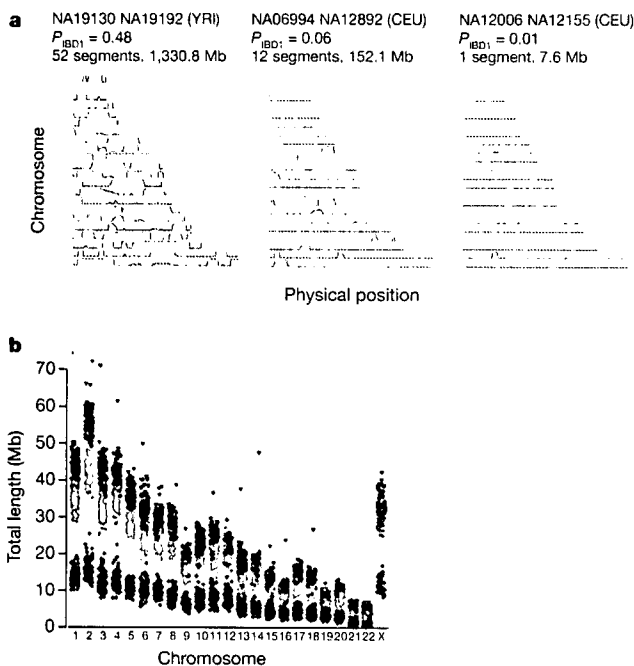 a
NA19130 NA19192 (YRI)
P IBD1 = 0.48
52 segments, 1,330.8 Mb
NA06994 NA12892 (CEU)
P IBD1 = 0.06
12 segments, 152.1 Mb
NA12006 NA12155 (CEU)
P IBD1 = 0.01
1 segment, 7.6 Mb
Chromosome
Physical position
b
Total length (Mb)
70
60
50
40
30
20
10
0
1 2 3 4 5 6 7 8 9 10 11 12 13 14 15 16 17 18 19 20 21 22 X
Chromosome